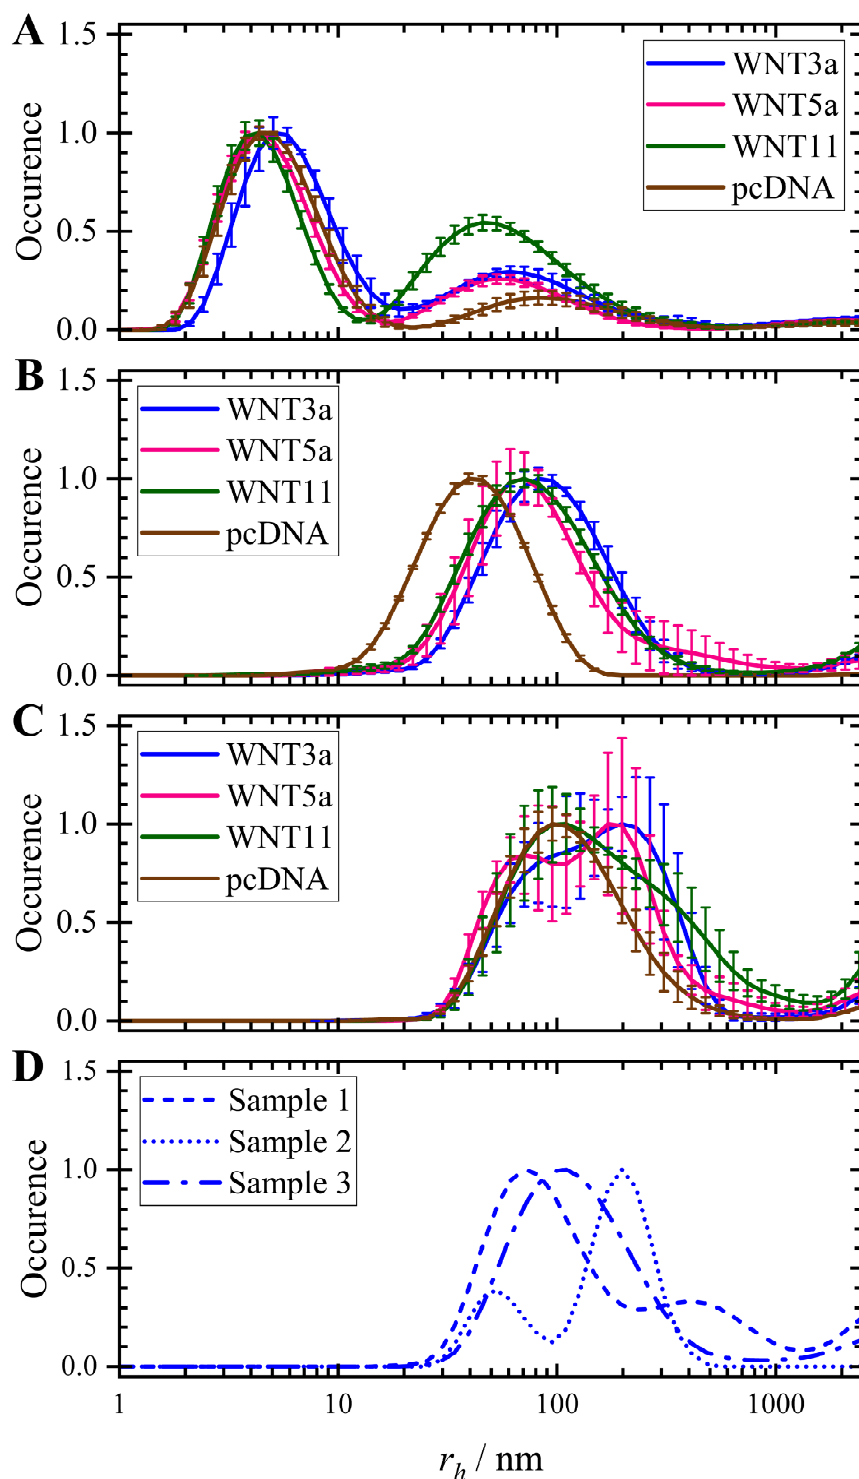 A
1.5
1.0
0.5
0.0
Occurence
WNT3a
WNT5a
WNT11
pcDNA
B
1.5
1.0
0.5
0.0
Occurence
WNT3a
WNT5a
WNT11
pcDNA
C
1.5
1.0
0.5
0.0
Occurence
WNT3a
WNT5a
WNT11
pcDNA
D
1.5
1.0
0.5
0.0
Occurence
Sample 1
Sample 2
Sample 3
1 10 100 1000
r_h / nm